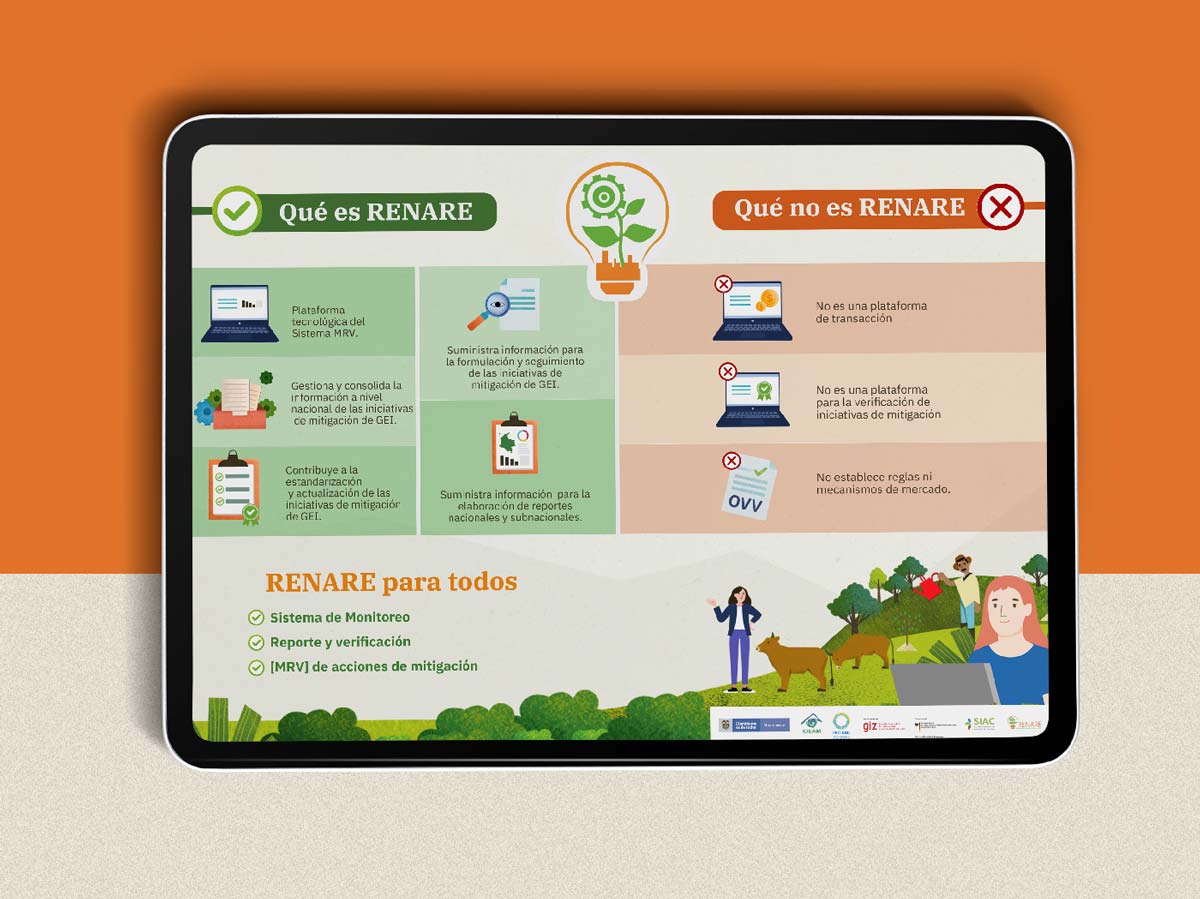 Qué es RENARE
Qué no es RENARE
Plataforma
tecnológica del
Sistema MRV.
Gestiona y consolida la
información a nivel
nacional de las iniciativas
de mitigación de GEI.
Contribuye a la
estandarización
y actualización de las
iniciativas de mitigación
de GEI.
Suministra información para
la formulación y seguimiento
de las iniciativas de
mitigación de GEI.
Suministra información para la
elaboración de reportes
nacionales y subnacionales.
No es una plataforma
de transacción
No es una plataforma
para la verificación de
iniciativas de mitigación
OVV
No establece reglas ni
mecanismos de mercado.
RENARE para todos
Sistema de Monitoreo
Reporte y verificación
[MRV] de acciones de mitigación
IDEAM
giz
SIAC
RENARE